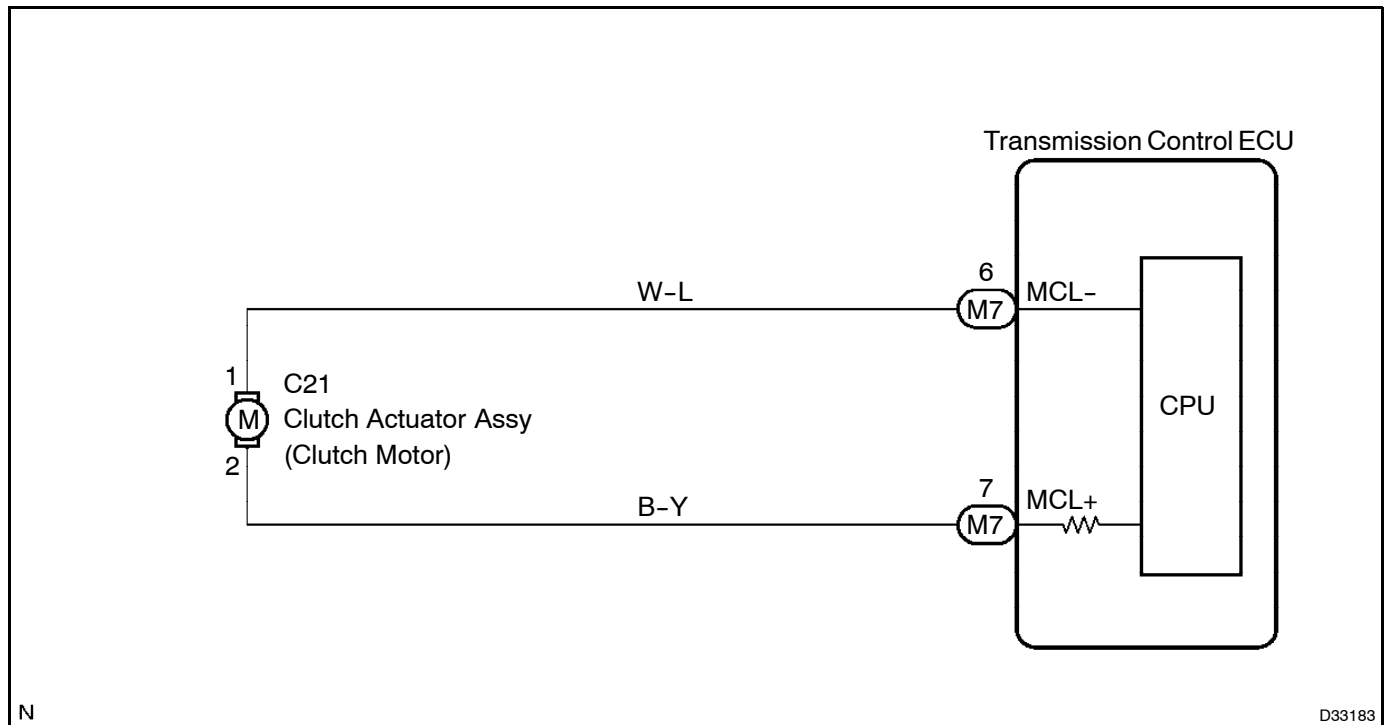 Transmission Control ECU
6
W-L
M7
MCL-
1
C21
M
Clutch Actuator Assy
(Clutch Motor)
2
CPU
7
B-Y
M7
MCL+
N
D33183